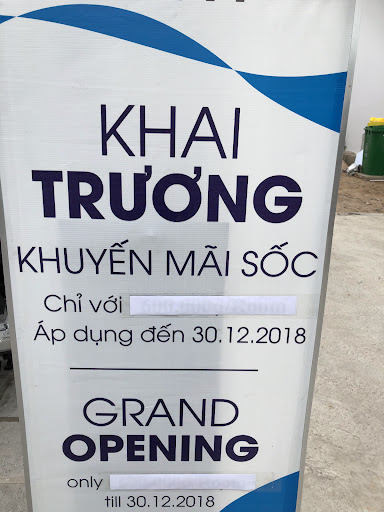 KHAI
TRƯƠNG
KHUYẾN MÃI SỐC
Chỉ với
Áp dụng đến 30.12.2018
GRAND
OPENING
only
till 30.12.2018